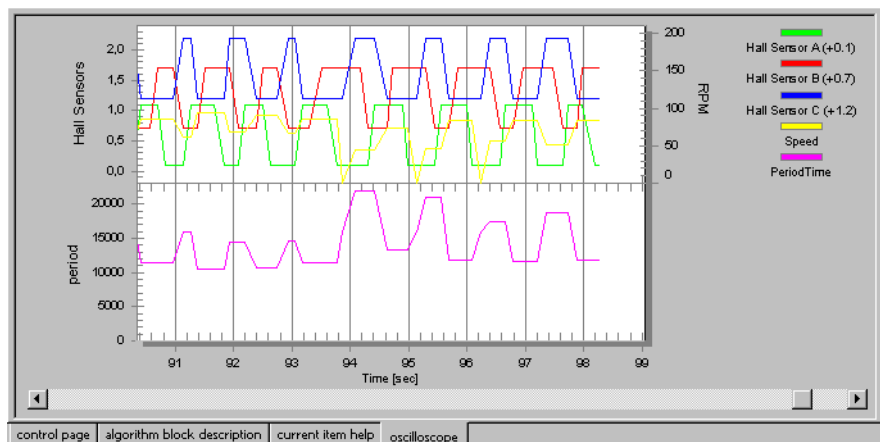 2,0
1,5
1,0
0,5
0,0
Hall Sensors
200
150
100
50
0
RPM
Hall Sensor A (+0.1)
Hall Sensor B (+0.7)
Hall Sensor C (+1.2)
Speed
PeriodTime
20000
15000
10000
5000
0
period
91 92 93 94 95 96 97 98 99
Time [sec]
control page algorithm block description current item help oscilloscope